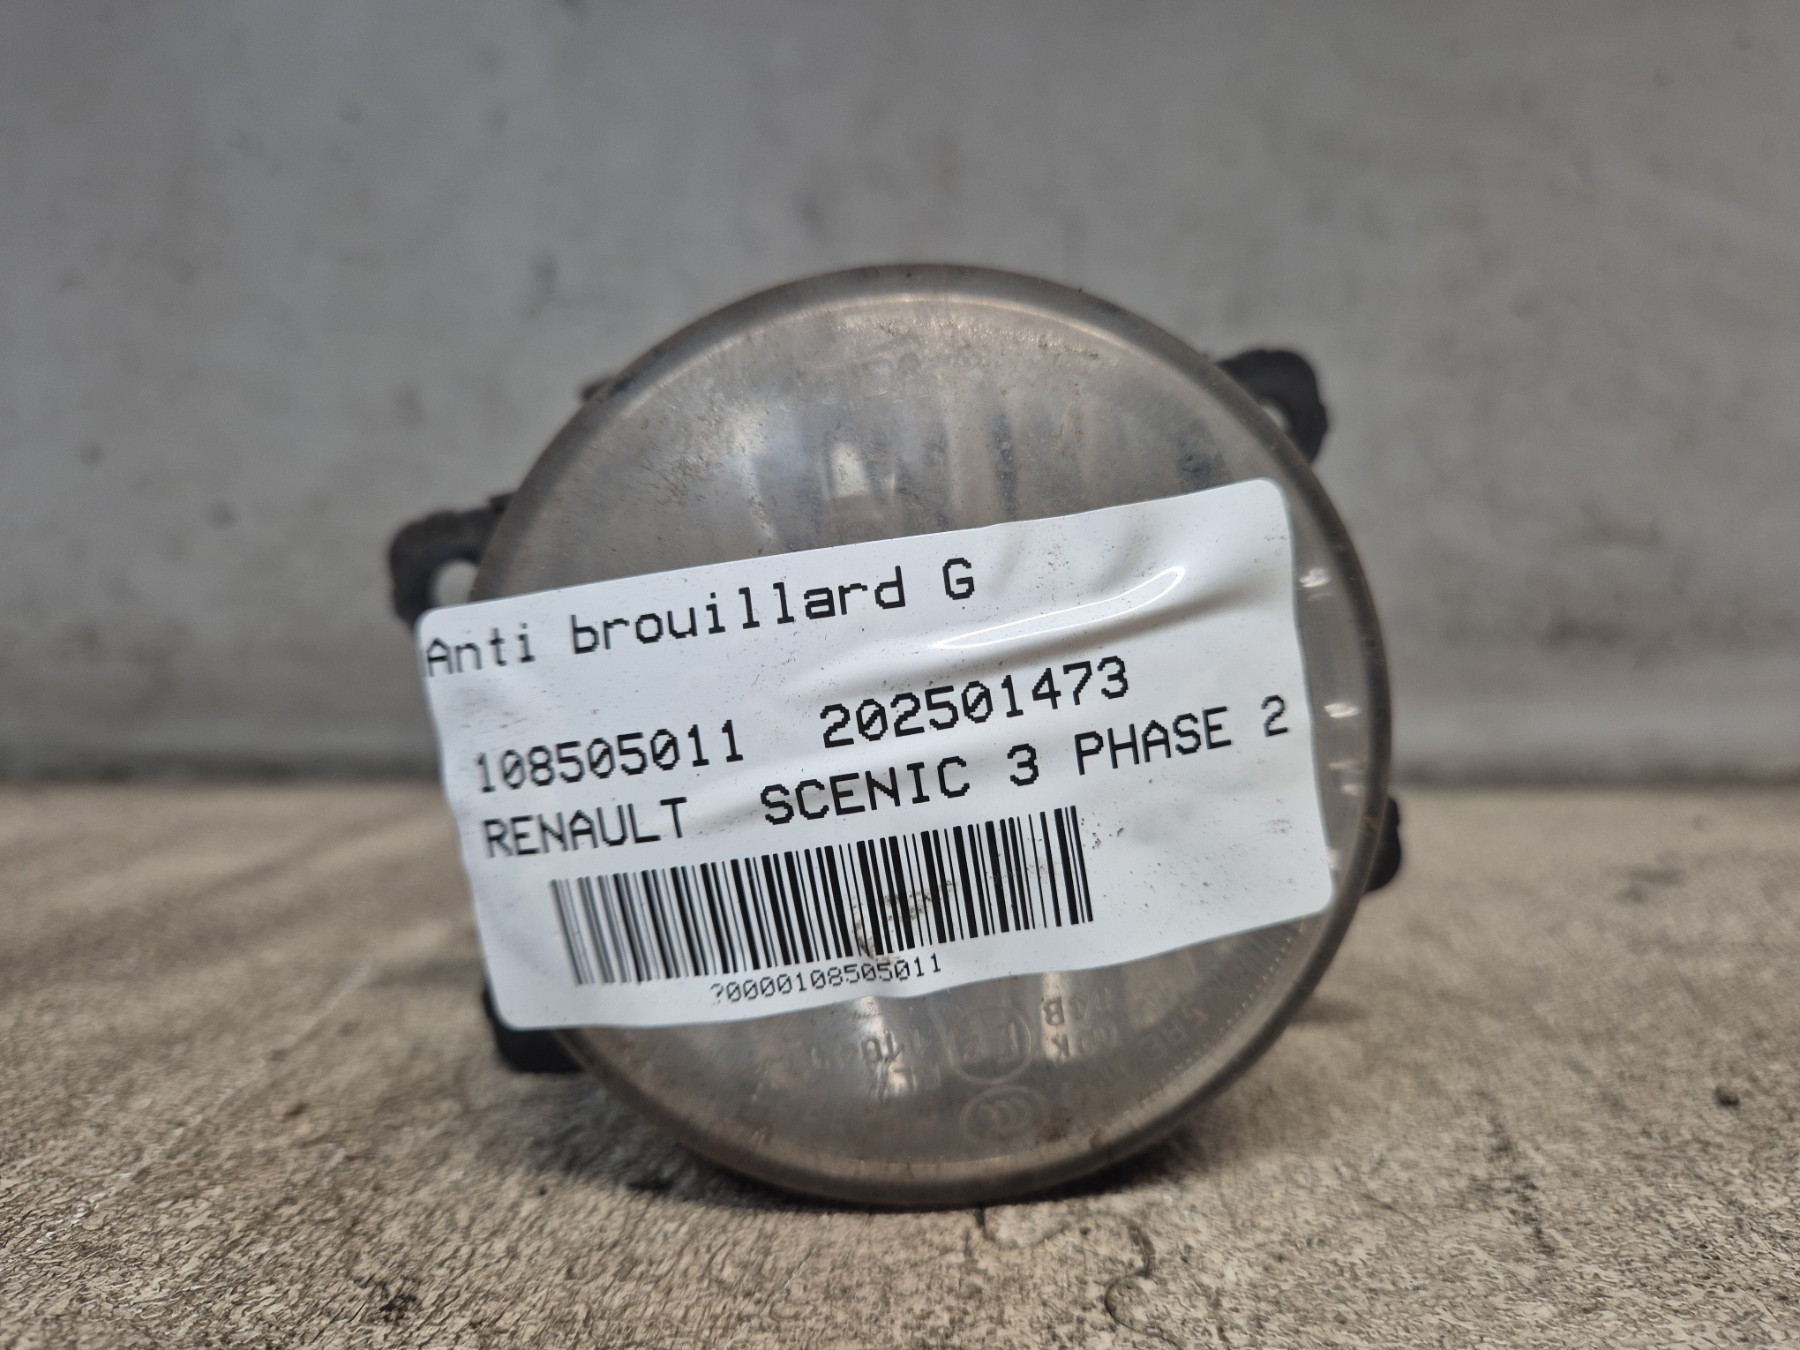 Anti brouillard G
108505011 202501473
RENAULT SCENIC 3 PHASE 2
?0000108505011